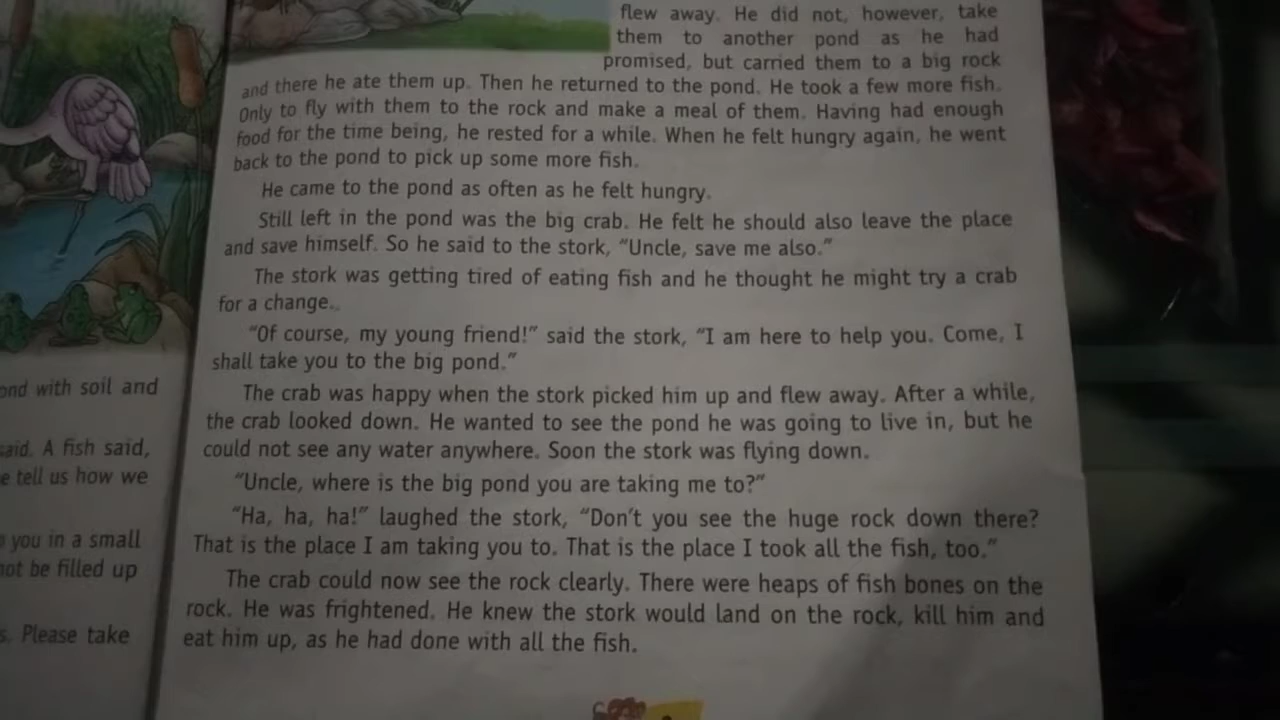 ond with soil and
said. A fish said,
e tell us how we
you in a small
not be filled up
s. Please take
flew away. He did not, however, take
them to another pond as he had
promised, but carried them to a big rock
and there he ate them up. Then he returned to the pond. He took a few more fish.
Only to fly with them to the rock and make a meal of them. Having had enough
food for the time being, he rested for a while. When he felt hungry again, he went
back to the pond to pick up some more fish.
He came to the pond as often as he felt hungry.
Still left in the pond was the big crab. He felt he should also leave the place
and save himself. So he said to the stork, “Uncle, save me also.”
The stork was getting tired of eating fish and he thought he might try a crab
for a change..
“Of course, my young friend!” said the stork, “I am here to help you. Come, I
shall take you to the big pond.”
The crab was happy when the stork picked him up and flew away. After a while,
the crab looked down. He wanted to see the pond he was going to live in, but he
could not see any water anywhere. Soon the stork was flying down.
“Uncle, where is the big pond you are taking me to?”
“Ha, ha, ha!” laughed the stork, “Don’t you see the huge rock down there?
That is the place I am taking you to. That is the place I took all the fish, too.”
The crab could now see the rock clearly. There were heaps of fish bones on the
rock. He was frightened. He knew the stork would land on the rock, kill him and
eat him up, as he had done with all the fish.